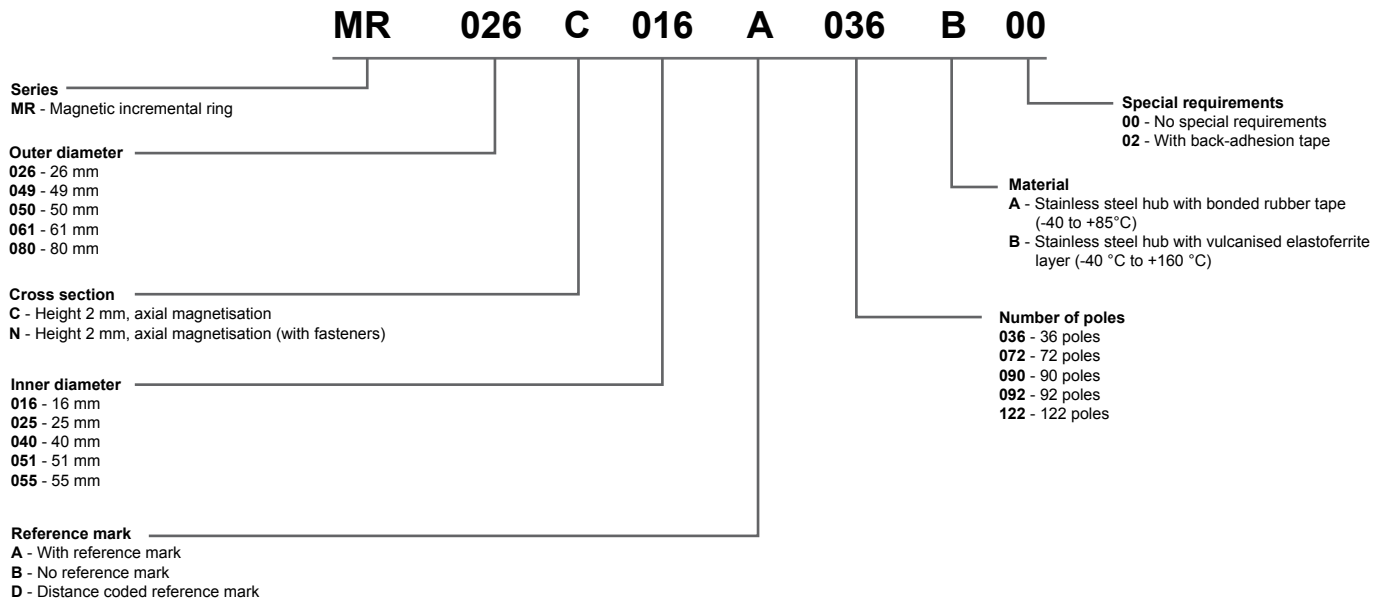 MR 026 C 016 A 036 B 00
Series
MR - Magnetic incremental ring
Outer diameter
026 - 26 mm
049 - 49 mm
050 - 50 mm
061 - 61 mm
080 - 80 mm
Cross section
C - Height 2 mm, axial magnetisation
N - Height 2 mm, axial magnetisation (with fasteners)
Inner diameter
016 - 16 mm
025 - 25 mm
040 - 40 mm
051 - 51 mm
055 - 55 mm
Reference mark
A - With reference mark
B - No reference mark
D - Distance coded reference mark
Special requirements
00 - No special requirements
02 - With back-adhesion tape
Material
A - Stainless steel hub with bonded rubber tape
(-40 to +85°C)
B - Stainless steel hub with vulcanised elastoferrite
layer (-40 °C to +160 °C)
Number of poles
036 - 36 poles
072 - 72 poles
090 - 90 poles
092 - 92 poles
122 - 122 poles